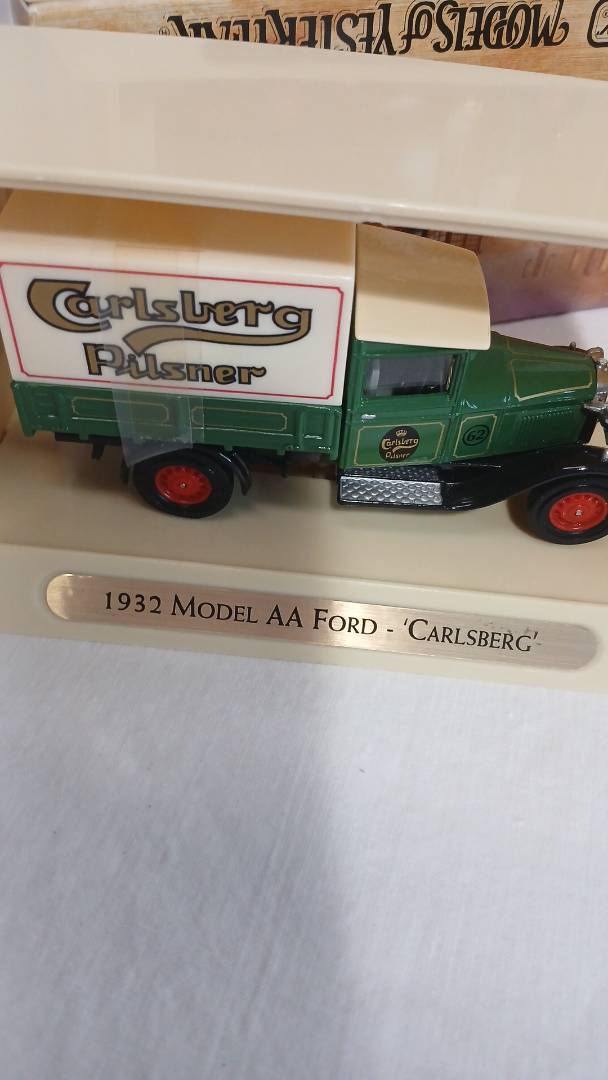 MODELS OF YESTERYEAR
Carlsberg
Pilsner
Carlsberg
Pilsner
62
1932 MODEL AA FORD - 'CARLSBERG'